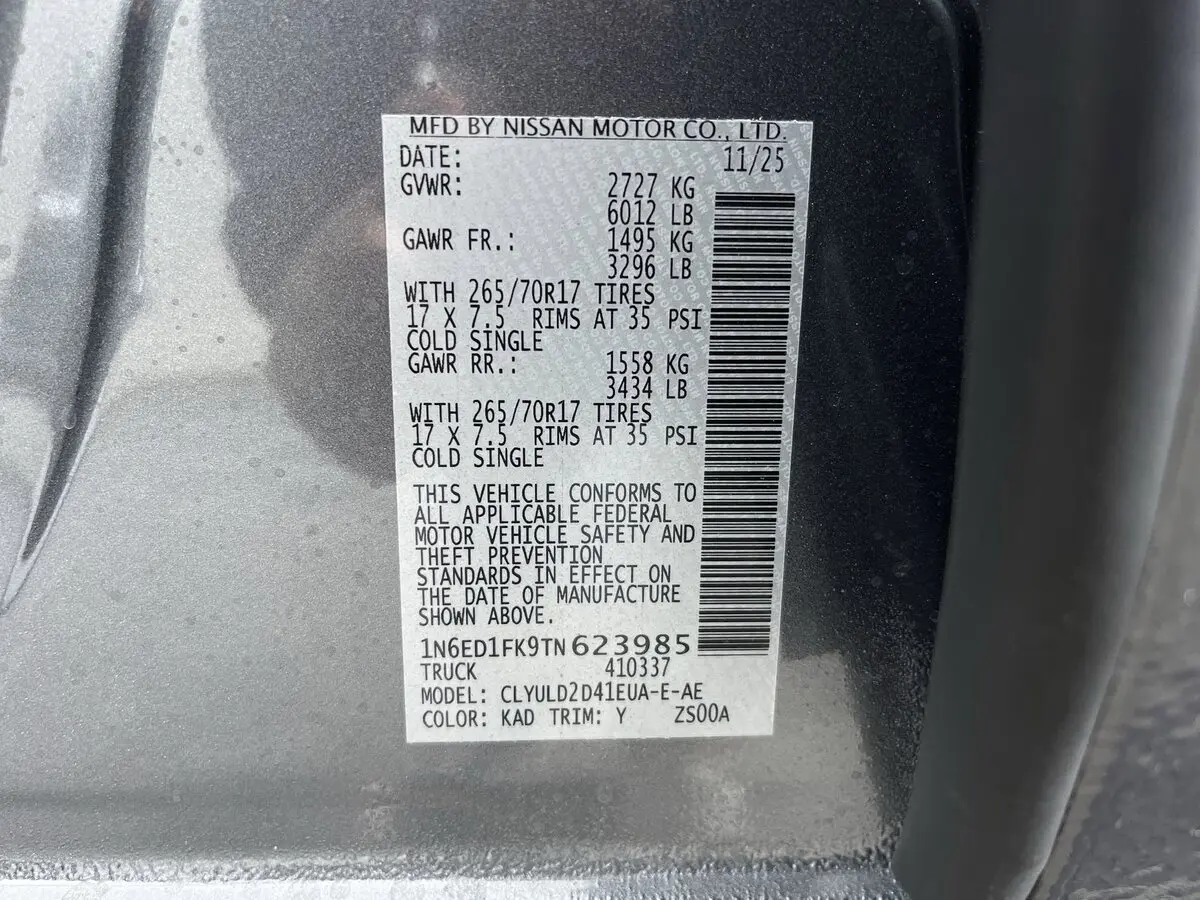 MFD BY NISSAN MOTOR CO., LTD.
DATE: 11/25
GVWR: 2727 KG
6012 LB
GAWR FR.: 1495 KG
3296 LB
WITH 265/70R17 TIRES
17 X 7.5 RIMS AT 35 PSI
COLD SINGLE
GAWR RR.: 1558 KG
3434 LB
WITH 265/70R17 TIRES
17 X 7.5 RIMS AT 35 PSI
COLD SINGLE
THIS VEHICLE CONFORMS TO
ALL APPLICABLE FEDERAL
MOTOR VEHICLE SAFETY AND
THEFT PREVENTION
STANDARDS IN EFFECT ON
THE DATE OF MANUFACTURE
SHOWN ABOVE.
1N6ED1FK9TN623985
TRUCK 410337
MODEL: CLYULD2D41EUA-E-AE
COLOR: KAD TRIM: Y ZS00A